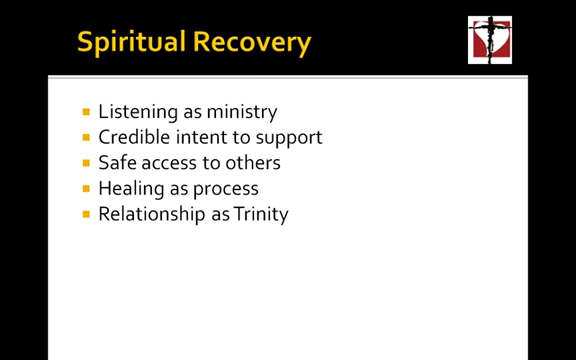 Spiritual Recovery
Listening as ministry
Credible intent to support
Safe access to others
Healing as process
Relationship as Trinity